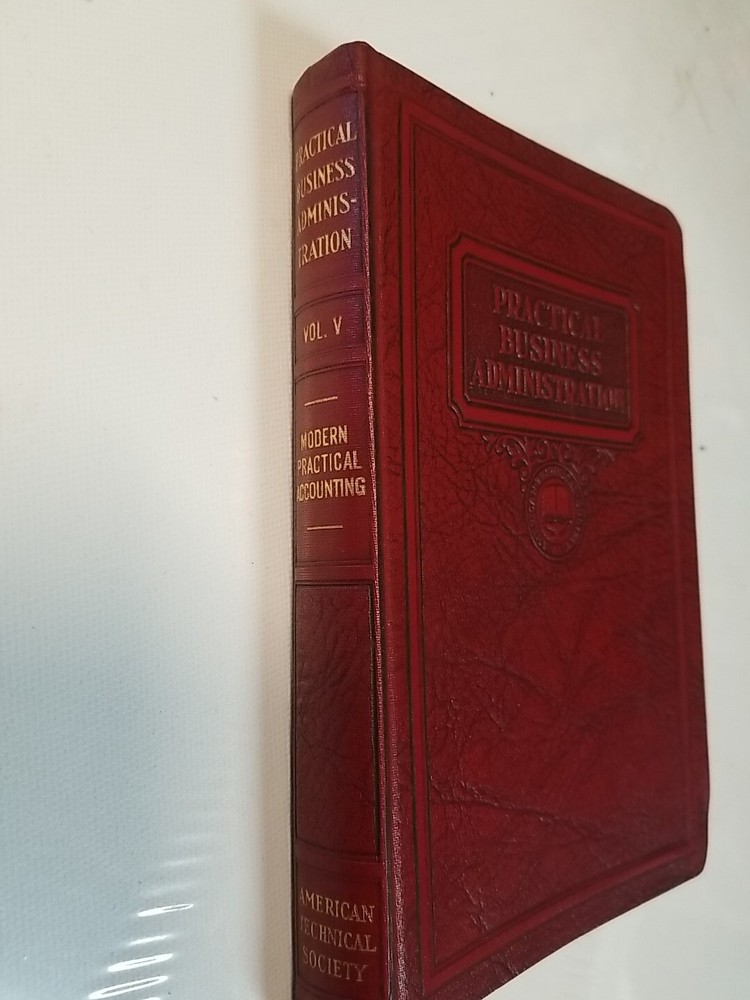 PRACTICAL
BUSINESS
ADMINIS-
TRATION
VOL. V
MODERN
PRACTICAL
ACCOUNTING
AMERICAN
TECHNICAL
SOCIETY
PRACTICAL
BUSINESS
ADMINISTRATION